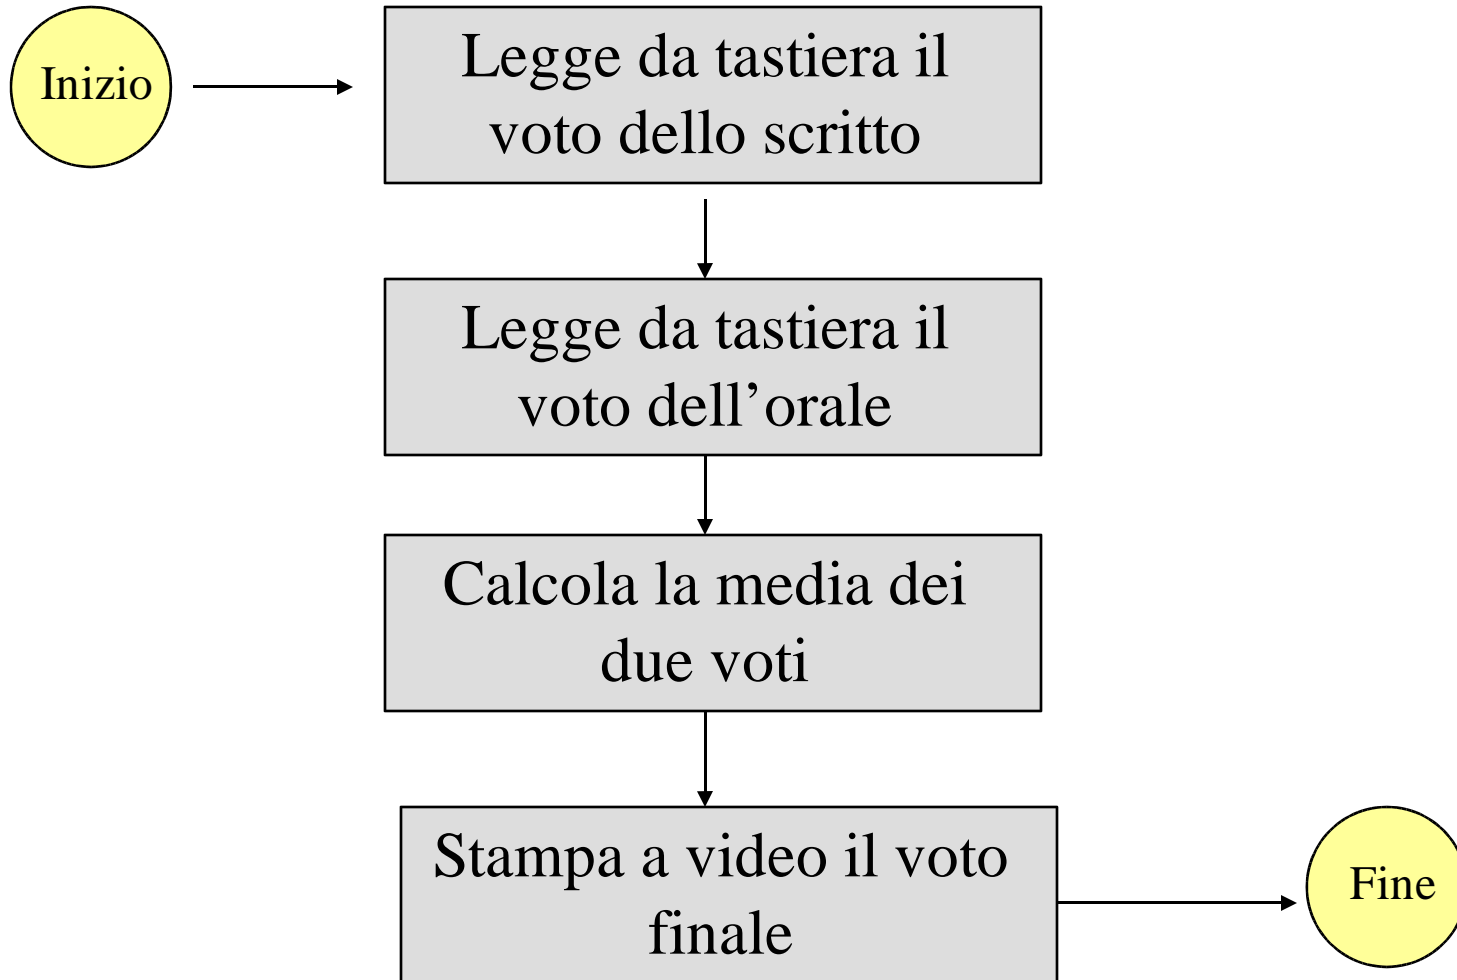 Inizio
Legge da tastiera il
voto dello scritto
Legge da tastiera il
voto dell’orale
Calcola la media dei
due voti
Stampa a video il voto
finale
Fine